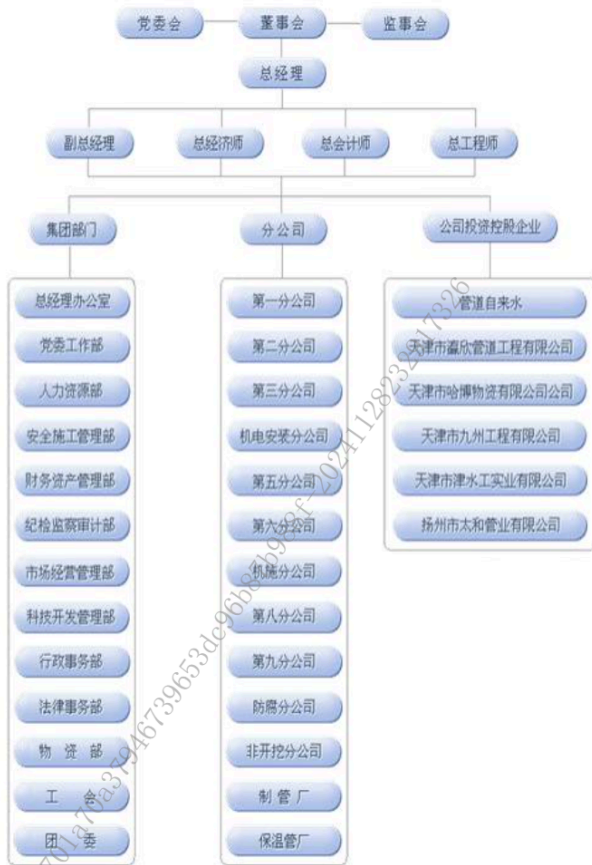 党委会 董事会 监事会
总经理
副总经理 总经济师 总会计师 总工程师
集团部门 分公司 公司投资控股企业
总经理办公室 第一分公司 管道自来水
党委工作部 第二分公司 天津市瀛欣管道工程有限公司
人力资源部 第三分公司 天津市哈博物资有限公司公司
安全施工管理部 机电安装分公司 天津市九州工程有限公司
财务资产管理部 第五分公司 天津市津水工实业有限公司
纪检监察审计部 第六分公司 扬州市太和管业有限公司
市场经营管理部 机施分公司
科技开发管理部 第八分公司
行政事务部 第九分公司
法律事务部 防腐分公司
物资部 非开挖分公司
工会 制管厂
团委 保温管厂